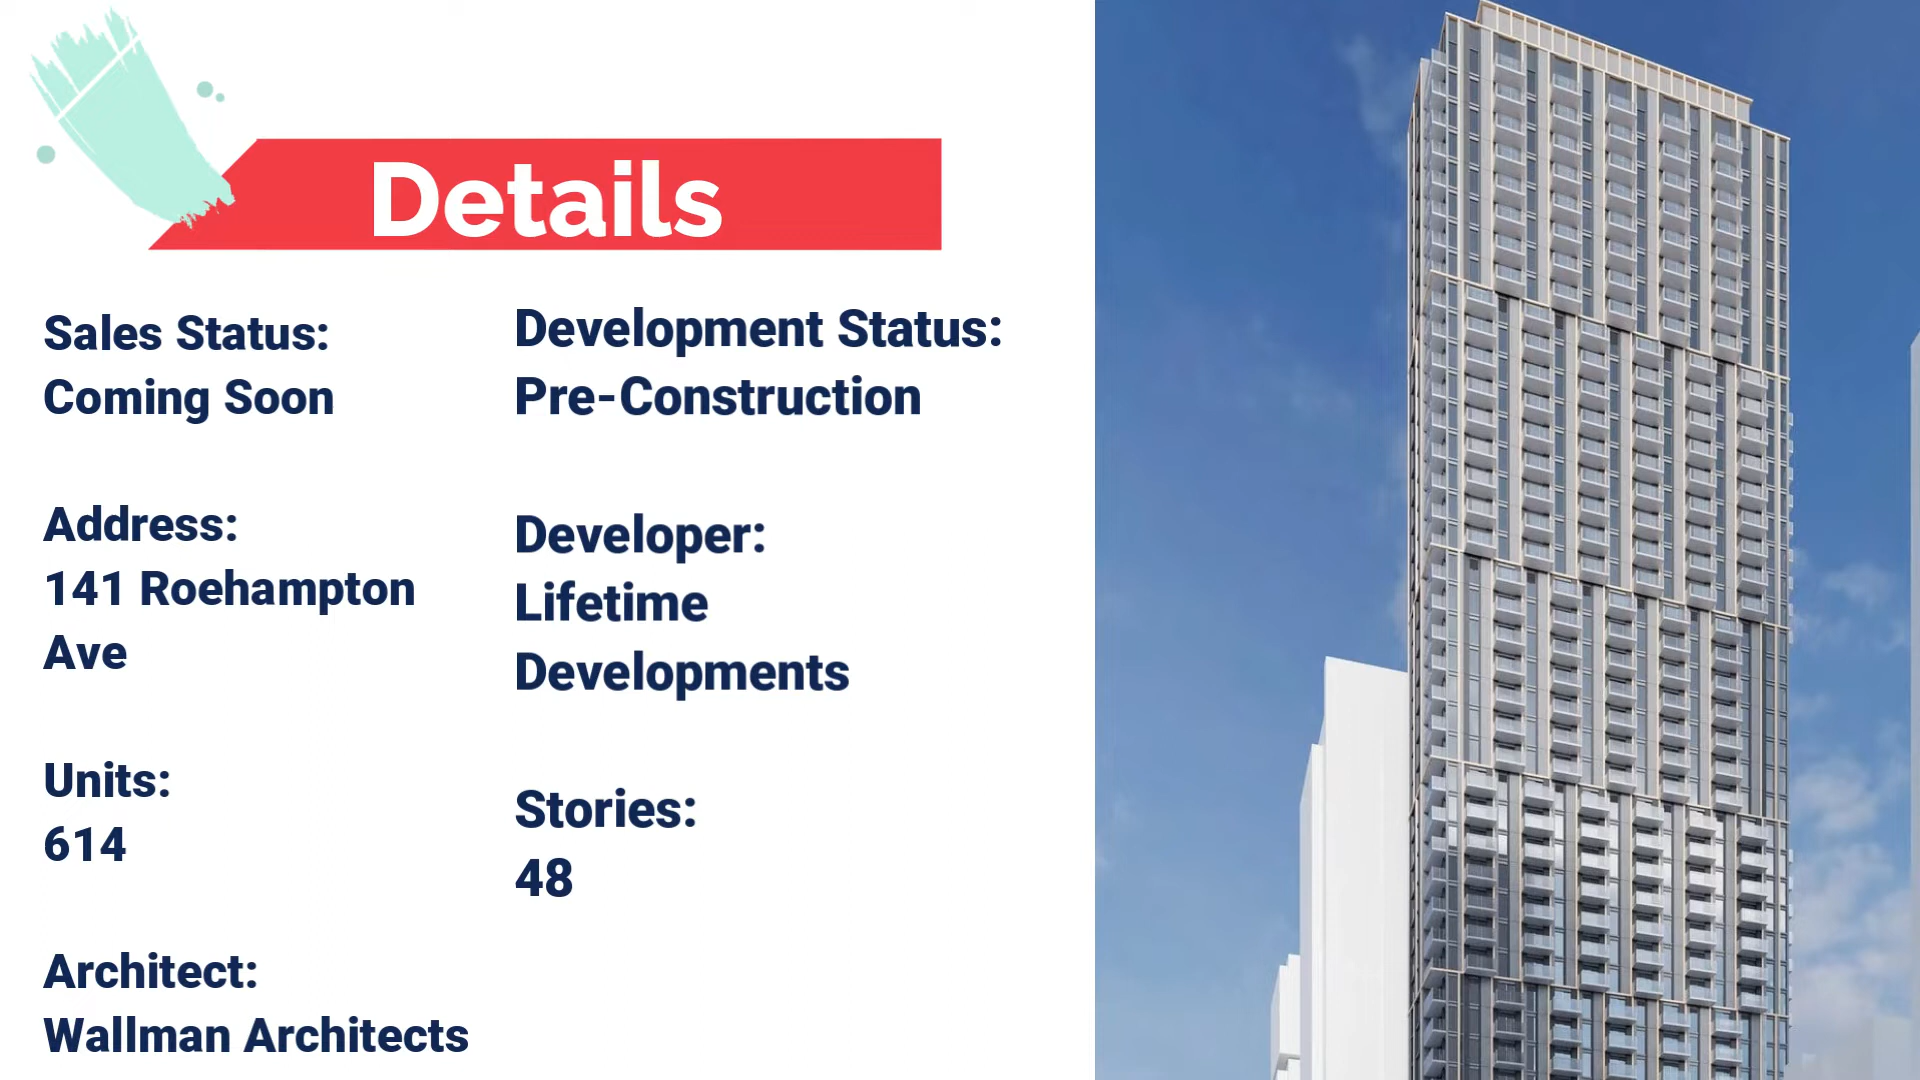 Details
Sales Status:
Coming Soon
Address:
141 Roehampton
Ave
Units:
614
Architect:
Wallman Architects
Development Status:
Pre-Construction
Developer:
Lifetime
Developments
Stories:
48